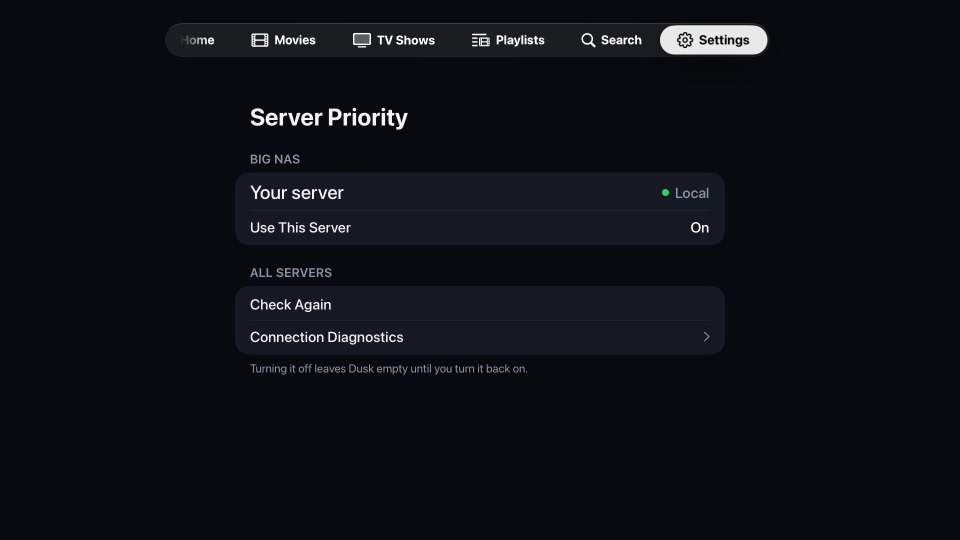 Home Movies TV Shows Playlists Search Settings
Server Priority
BIG NAS
Your server Local
Use This Server On
ALL SERVERS
Check Again
Connection Diagnostics
Turning it off leaves Dusk empty until you turn it back on.